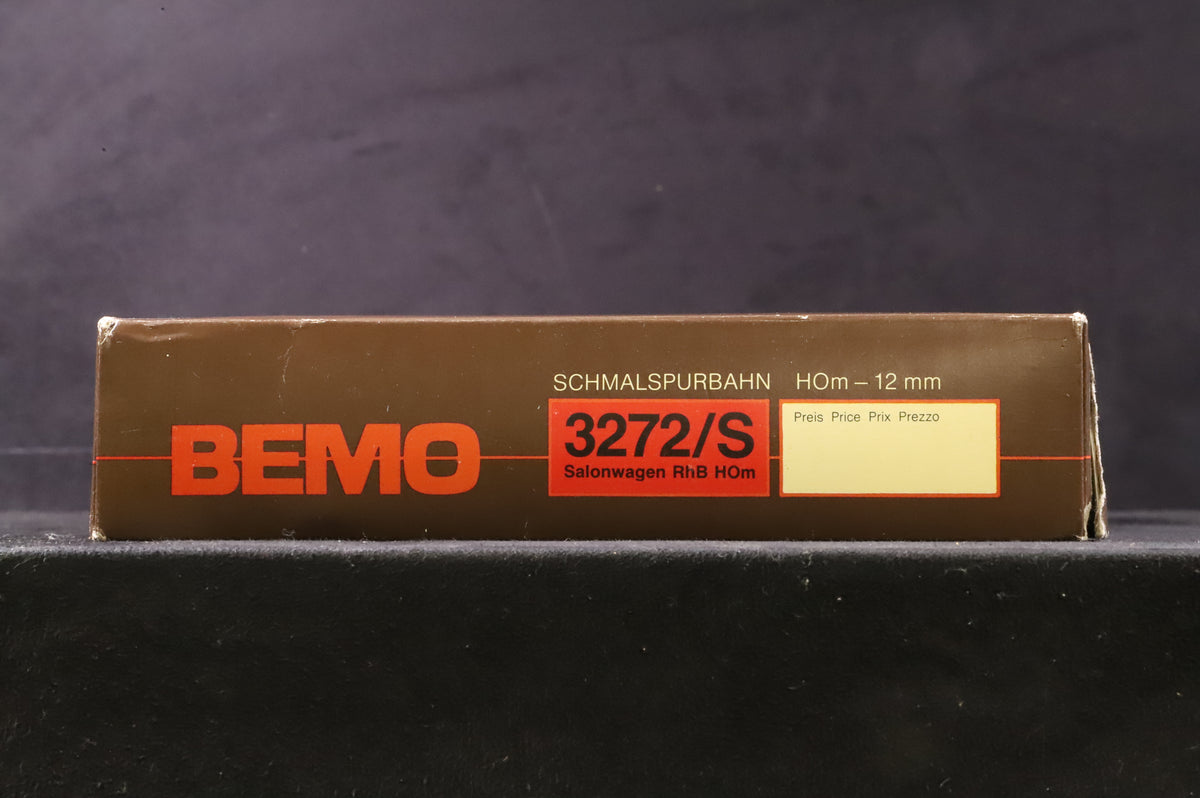 SCHMALSPURBAHN HOm – 12 mm
BEMO
3272/S
Salonwagen RhB HOm
Preis Price Prix Prezzo